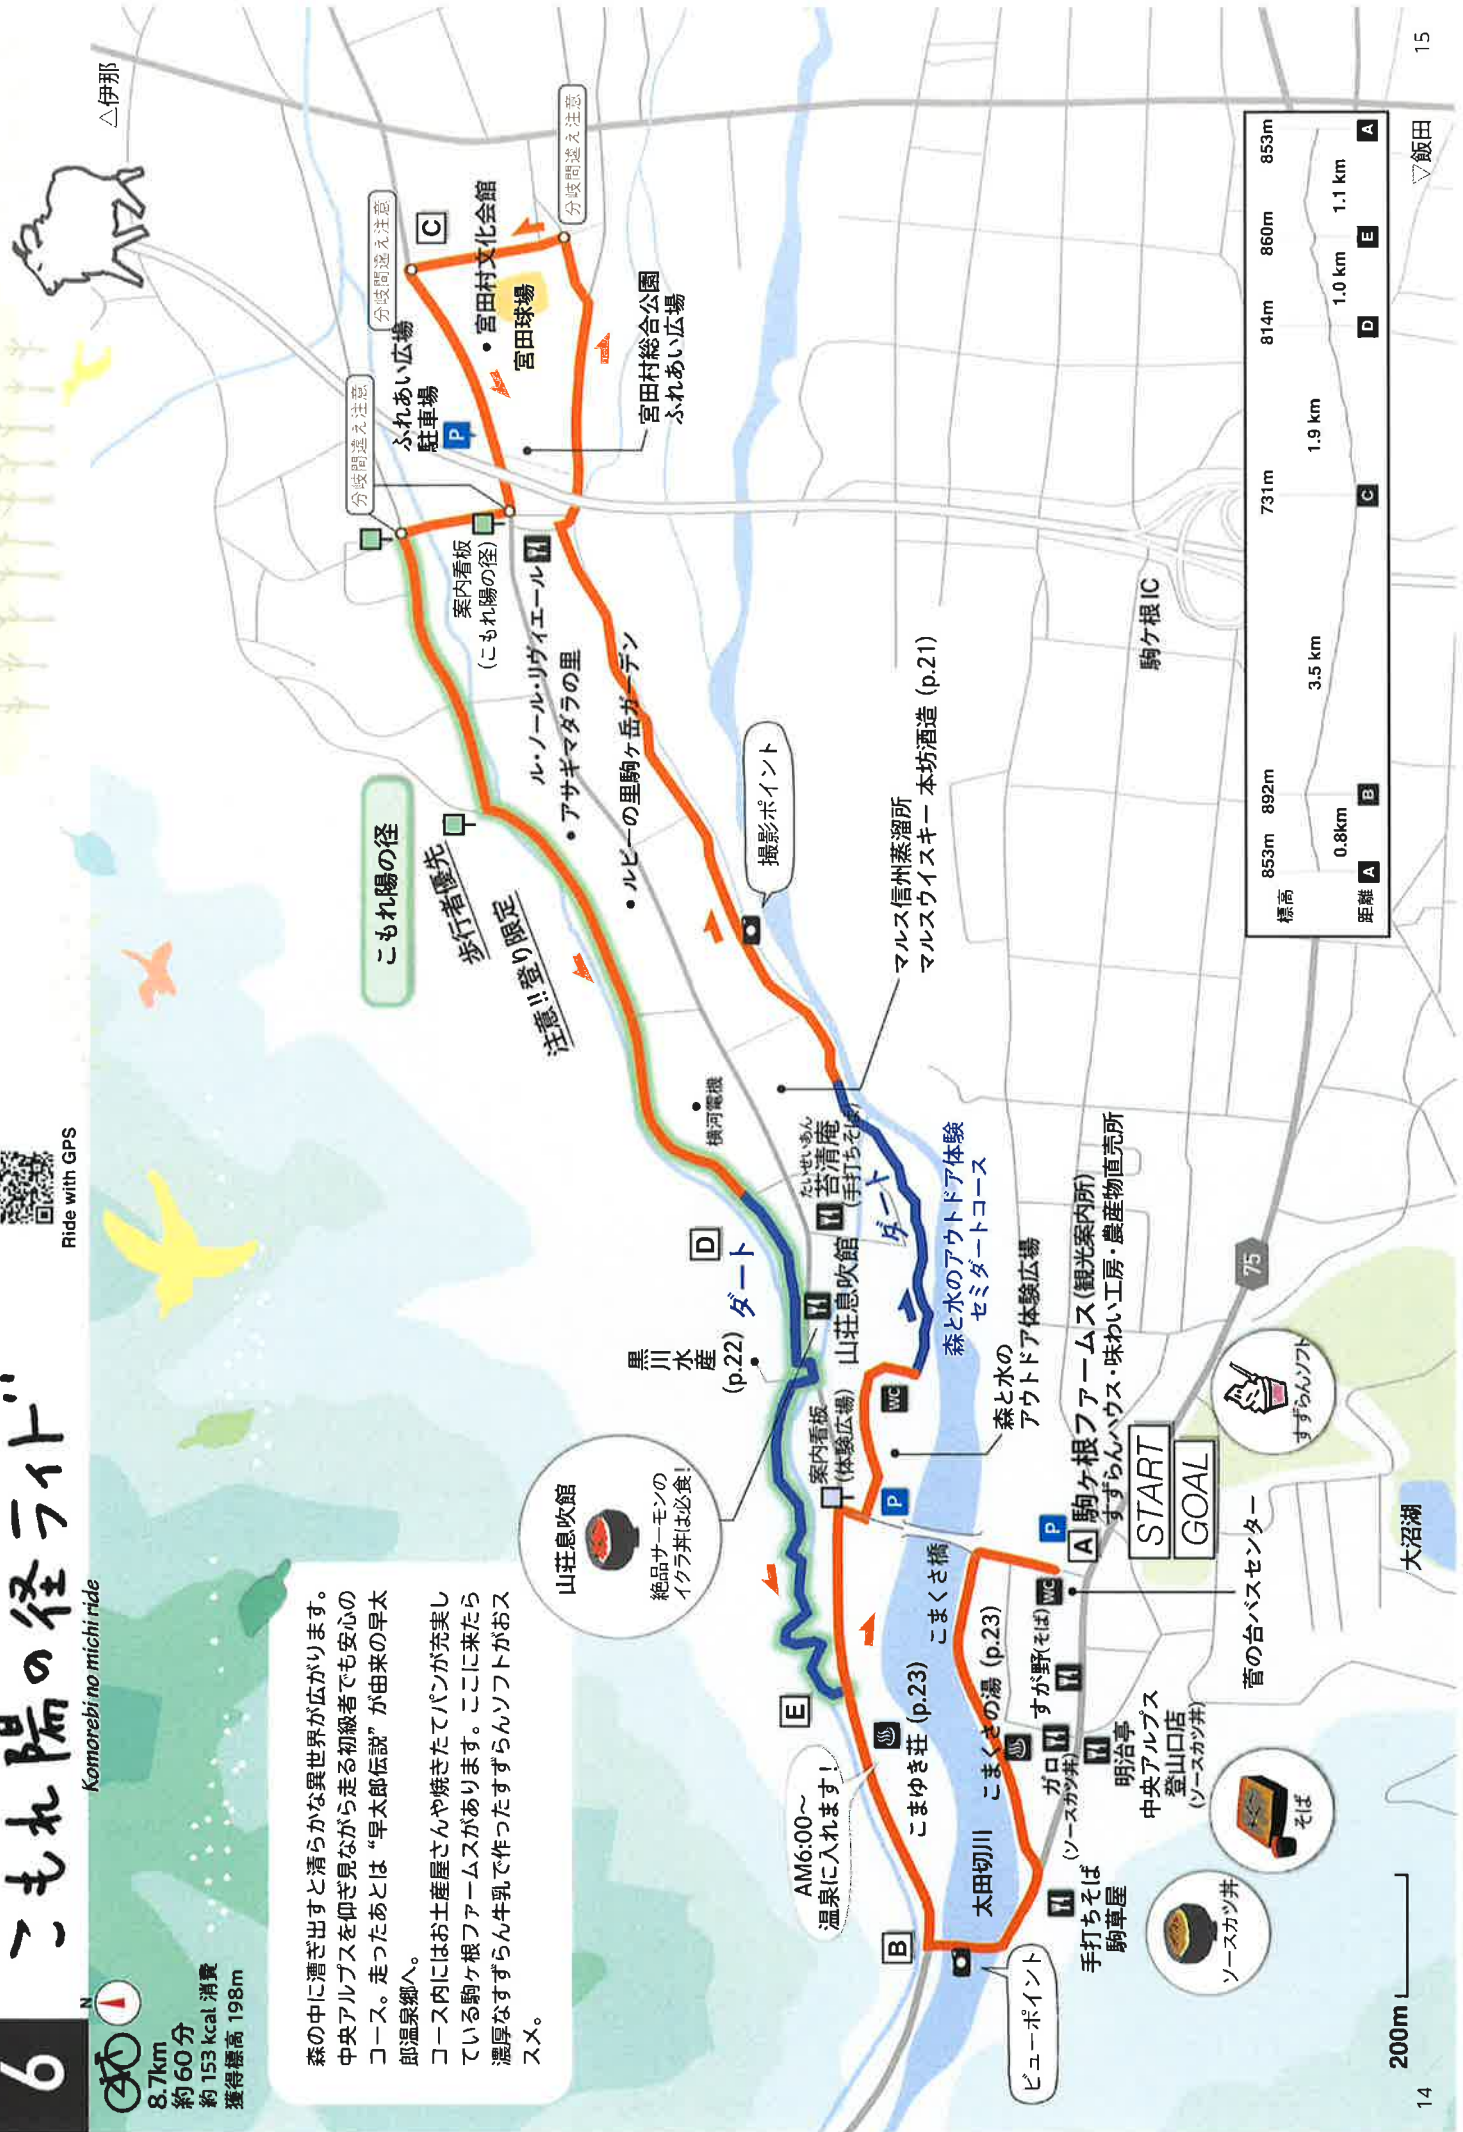 6
こもれ陽の径ライド
Komorebi no michi ride
Ride with GPS
N
8.7km
約60分
約153kcal 消費
獲得標高 198m
森の中に漕ぎ出すと清らかな異世界が広がります。
中央アルプスを仰ぎ見ながら走る初級者でも安心の
コース。走ったあとは“早太郎伝説”が由来の早太
郎温泉郷へ。
コース内にはお土産屋さんや焼きたてパンが充実し
ている駒ヶ根ファームスがあります。ここに来たら
濃厚なすずらん牛乳で作ったすずらんソフトがおス
スメ。
△伊那
分岐間違え注意
C
分岐間違え注意
分岐間違え注意
ふれあい広場
駐車場
P
宮田村文化会館
宮田球場
宮田村総合公園
ふれあい広場
案内看板
(こもれ陽の径)
ル・ノール・リヴィエール
アサギマダラの里
ルビーの里駒ヶ岳ガーデン
こもれ陽の径
歩行者優先
注意!!登り限定
撮影ポイント
マルス信州蒸溜所
マルスウイスキー 本坊酒造 (p.21)
駒ヶ根IC
横河電機
D
ダート
黒川水産
(p.22)
たいせいあん
苔清庵
(手打ちそば)
ダート
山荘息吹館
森と水のアウトドア体験
セミダートコース
森と水の
アウトドア体験広場
WC
案内看板
(体験広場)
P
山荘息吹館
絶品サーモンの
イクラ丼は必食!
E
AM6:00~
温泉に入れます!
こまゆき荘 (p.23)
こまくさ橋
こまくさの湯 (p.23)
太田切川
B
ビューポイント
P
A
駒ヶ根ファームス(観光案内所)
すずらんハウス・味わい工房・農産物直売所
START
GOAL
すずらんソフト
75
WC
菅の台バスセンター
すが野(そば)
ガロ
(ソースカツ丼)
明治亭
中央アルプス
登山口店
(ソースカツ丼)
手打ちそば
駒草屋
そば
ソースカツ丼
大沼湖
▽飯田
標高
853m 892m 731m 814m 860m 853m
0.8km 3.5 km 1.9 km 1.0 km 1.1 km
距離
A B C D E A
200m
14
15